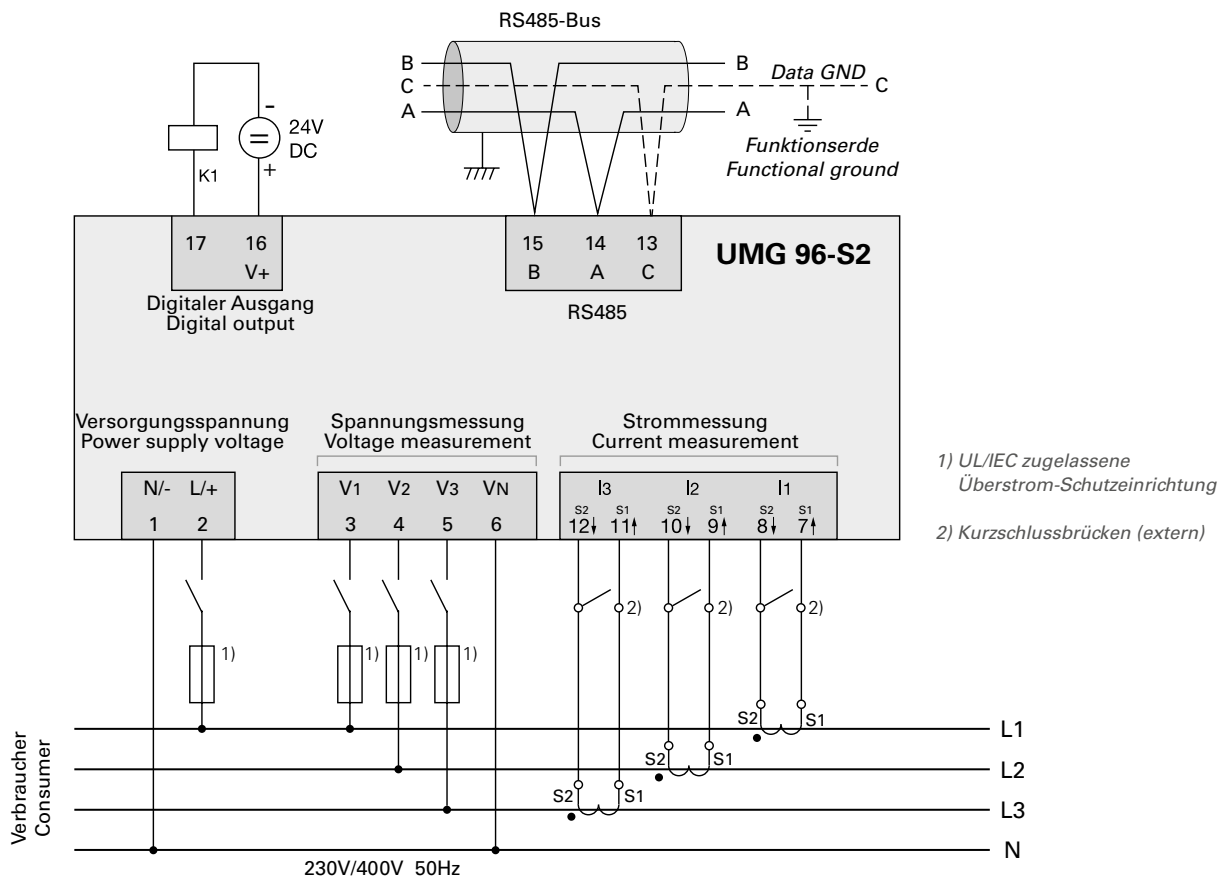 RS485-Bus
B B
C Data GND C
A A
Funktionserde
Functional ground
-
24V
DC
+
K1
17 16
V+
Digitaler Ausgang
Digital output
15 14 13
B A C
RS485
UMG 96-S2
Versorgungsspannung
Power supply voltage
Spannungsmessung
Voltage measurement
Strommessung
Current measurement
N/- L/+
1 2
V1 V2 V3 VN
3 4 5 6
I3 I2 I1
S2 S1 S2 S1 S2 S1
12 11 10 9 8 7
1) UL/IEC zugelassene
Überstrom-Schutzeinrichtung
2) Kurzschlussbrücken (extern)
2) 2) 2)
1) 1) 1) 1)
S2 S1
L1
S2 S1
L2
S2 S1
L3
N
Verbraucher
Consumer
230V/400V 50Hz